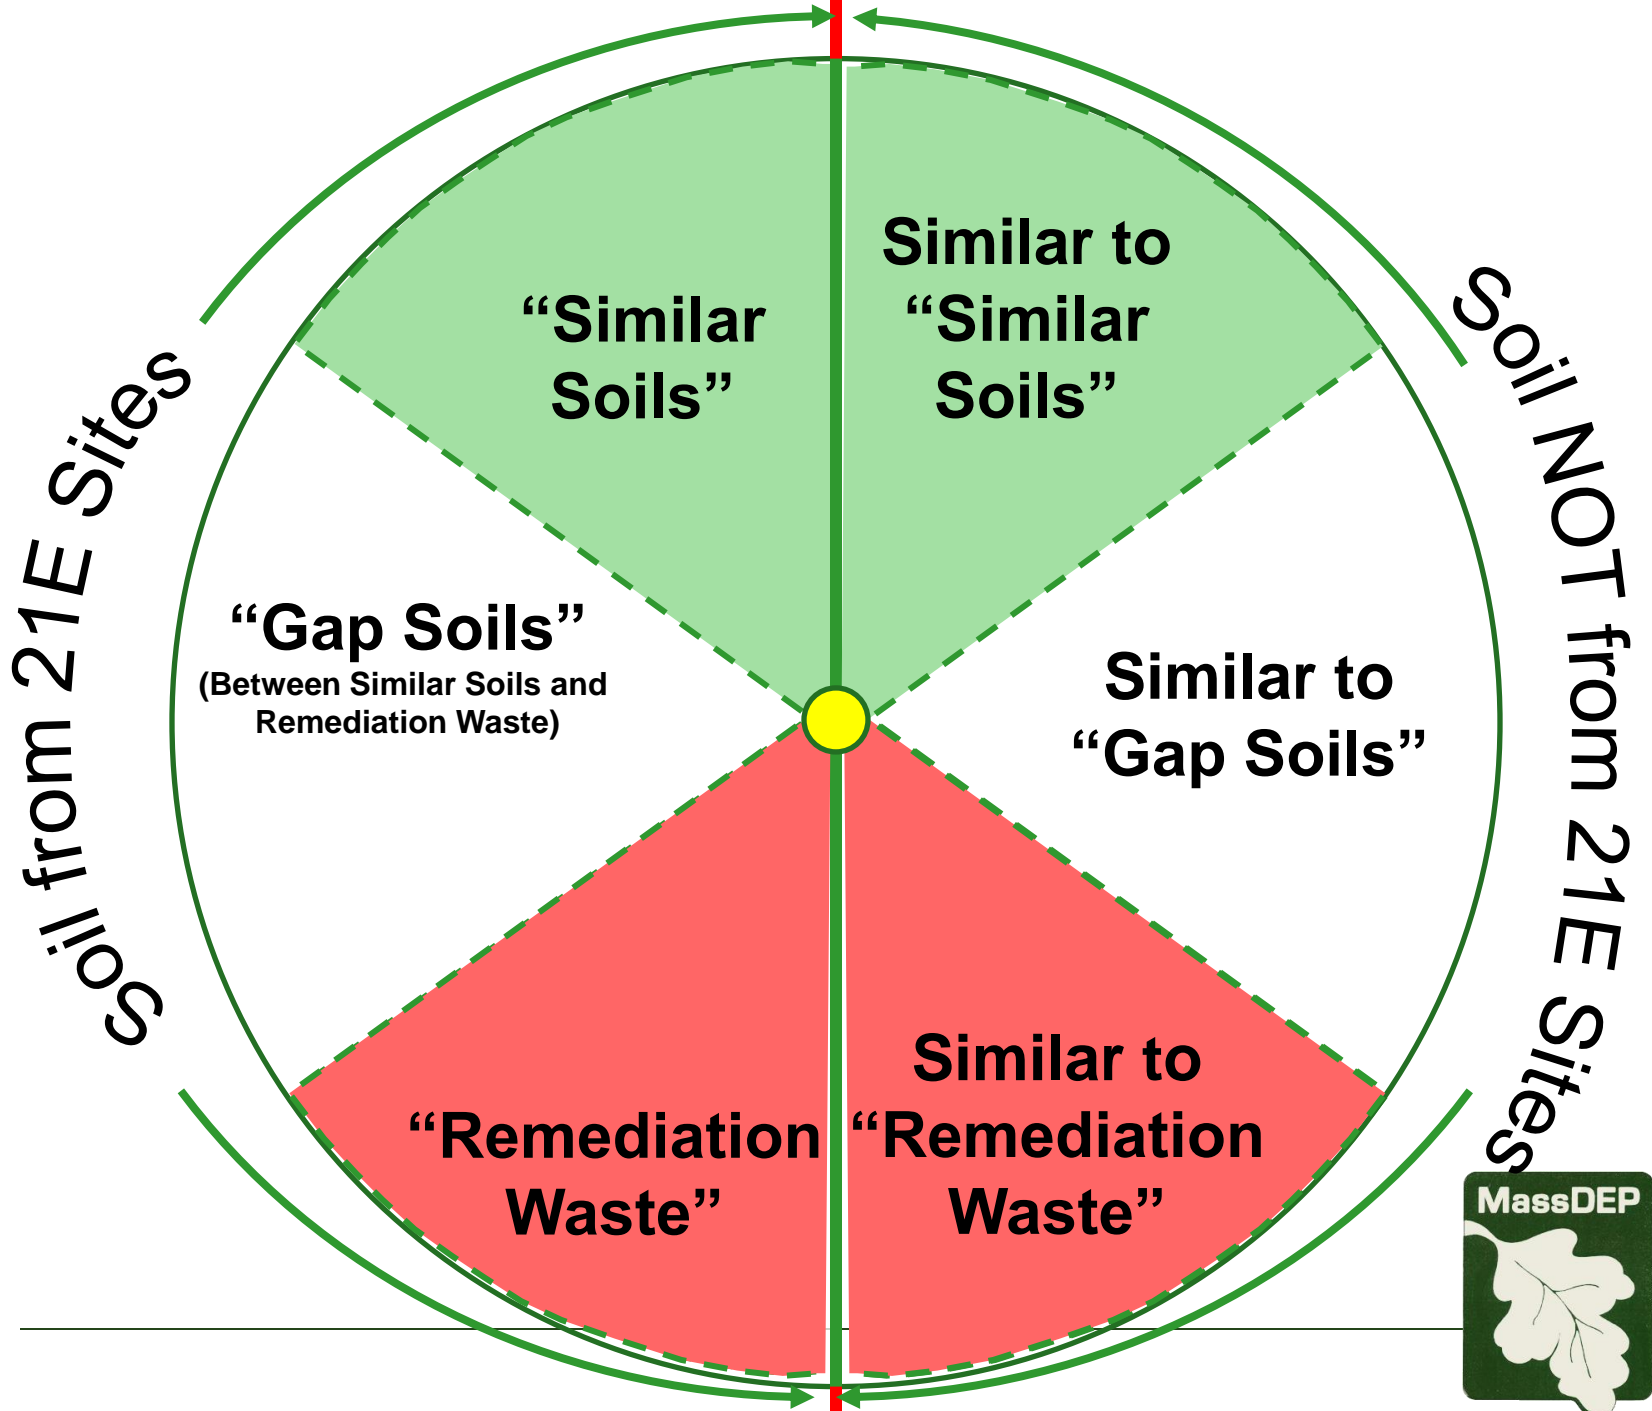 Soil from 21E Sites
“Similar
Soils”
“Gap Soils”
(Between Similar Soils and
Remediation Waste)
“Remediation
Waste”
Similar to
“Similar
Soils”
Similar to
“Gap Soils”
Similar to
“Remediation
Waste”
Soil NOT from 21E Sites
MassDEP